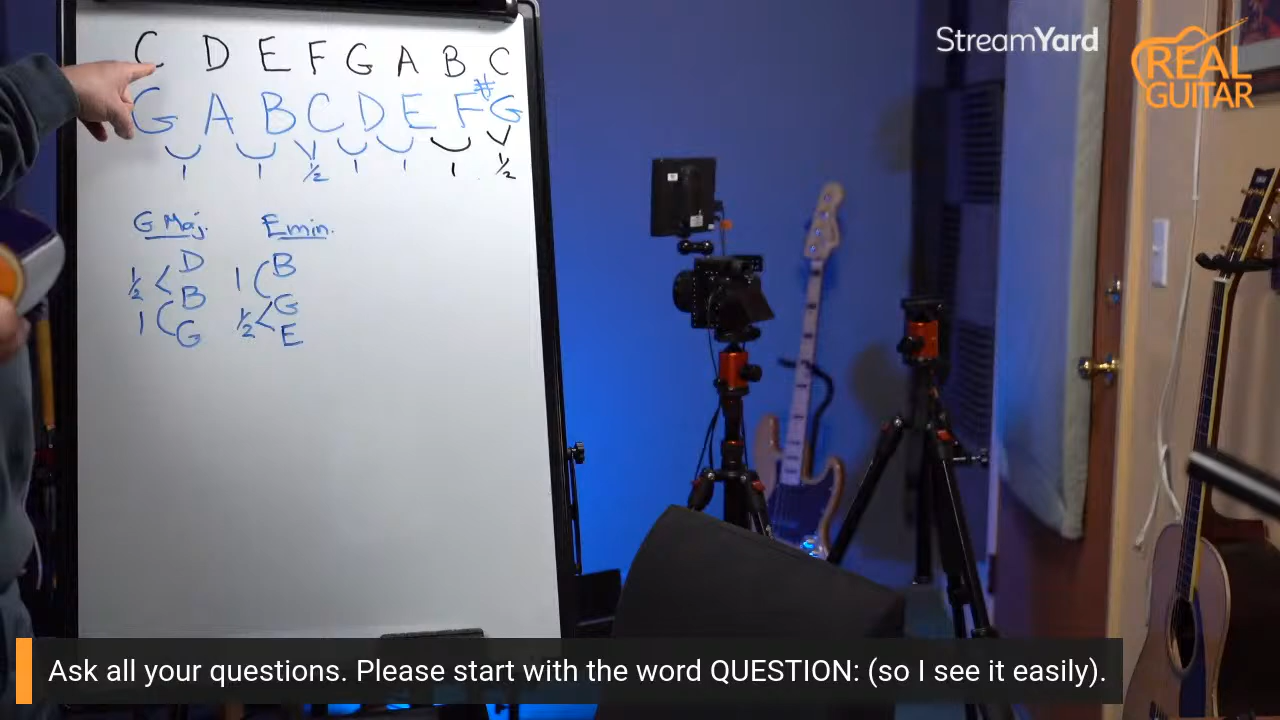 StreamYard
REAL
GUITAR
C D E F G A B C
G A B C D E F# G
1 1 1/2 1 1 1 1/2
G Maj. Emin.
D B
1/2 1
B G
1 1/2
G E
Ask all your questions. Please start with the word QUESTION: (so I see it easily).